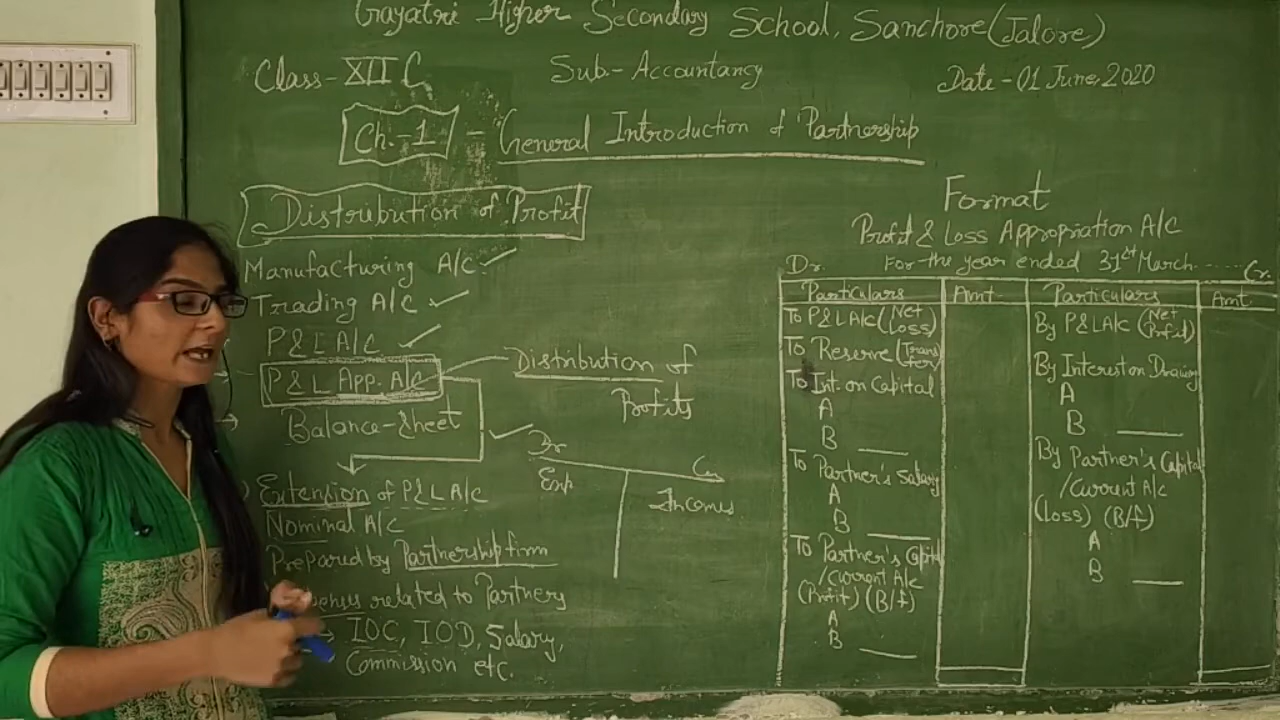 Gayatri Higher Secondary School, Sanchore (Jalore)
Class - XII C
Sub - Accountancy
Date - 01 June, 2020
Ch.-1 - General Introduction of Partnership
Distribution of Profit
Manufacturing A/c ✓
Trading A/c ✓
P&L A/c ✓
P&L App. A/c
Balance-Sheet
Distribution of
Profits
Dr.
Cr.
Exp
Incomes
Extension of P&L A/c
Nominal A/c
Prepared by Partnership firm
related to Partners
→ IOC, IOD, Salary,
Commission etc.
Format
Profit & Loss Appropriation A/C
For the year ended 31st March ......
Dr.
Cr.
Particulars Amt. Particulars Amt.
To P&L A/c (Net
Loss)
To Reserve (Trans
fer)
To Int. on Capital
A
B
To Partner's Salary
A
B
To Partner's Capital
/Current A/c
(Profit) (B/f)
A
B
By P&L A/c (Net
Profit)
By Interest on Drawing
A
B
By Partner's Capital
/Current A/c
(Loss) (B/f)
A
B